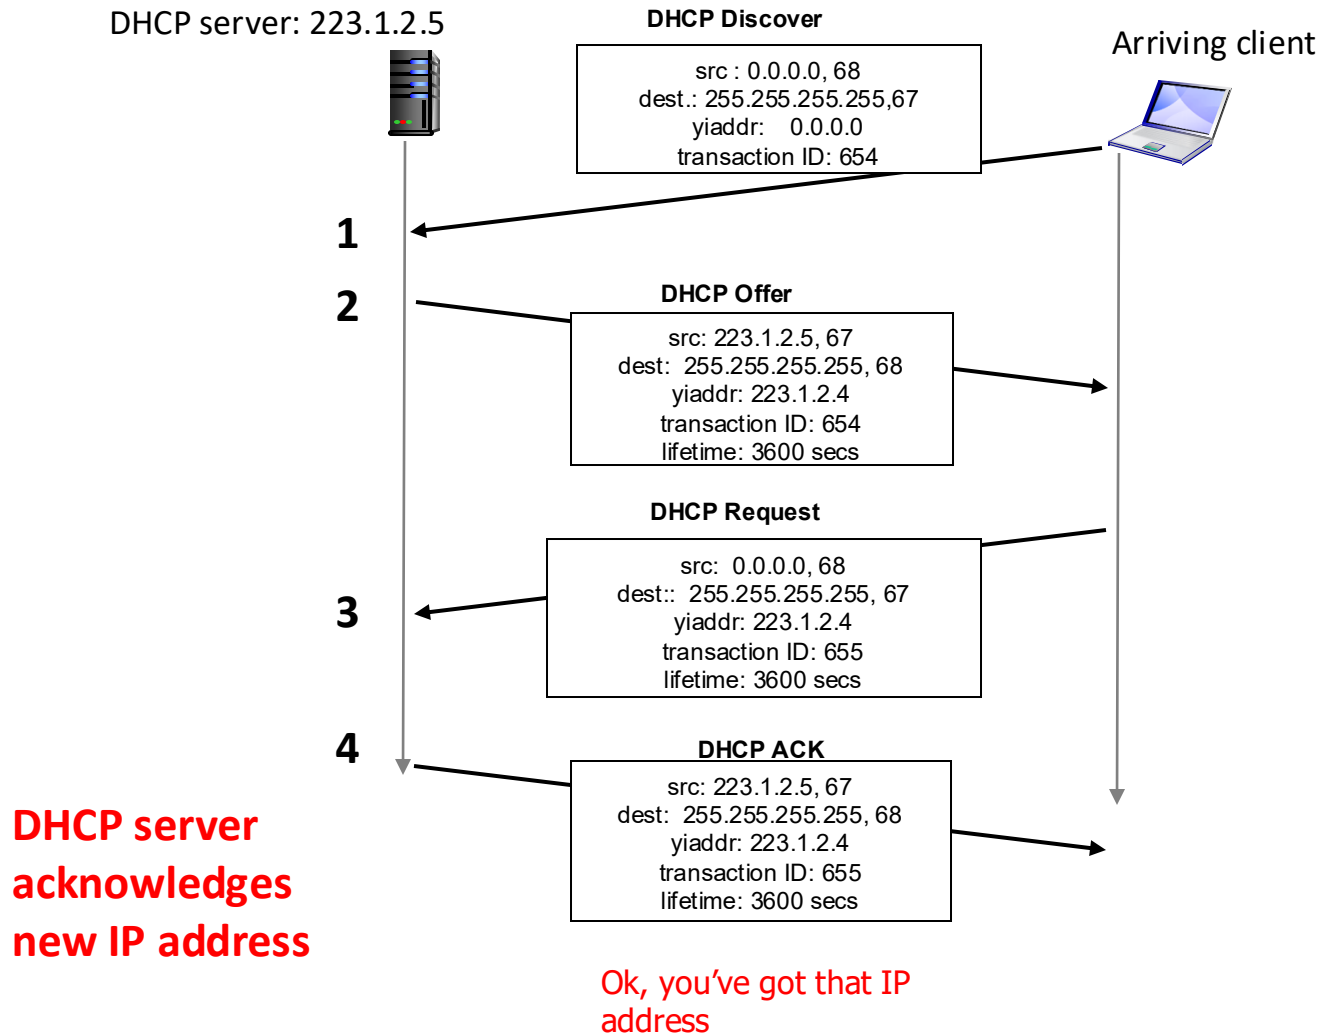 DHCP server: 223.1.2.5
DHCP Discover
Arriving client
src : 0.0.0.0, 68
dest.: 255.255.255.255,67
yiaddr: 0.0.0.0
transaction ID: 654
1
2
DHCP Offer
src: 223.1.2.5, 67
dest: 255.255.255.255, 68
yiaddr: 223.1.2.4
transaction ID: 654
lifetime: 3600 secs
DHCP Request
3
src: 0.0.0.0, 68
dest:: 255.255.255.255, 67
yiaddr: 223.1.2.4
transaction ID: 655
lifetime: 3600 secs
4
DHCP ACK
src: 223.1.2.5, 67
dest: 255.255.255.255, 68
yiaddr: 223.1.2.4
transaction ID: 655
lifetime: 3600 secs
DHCP server
acknowledges
new IP address
Ok, you’ve got that IP
address